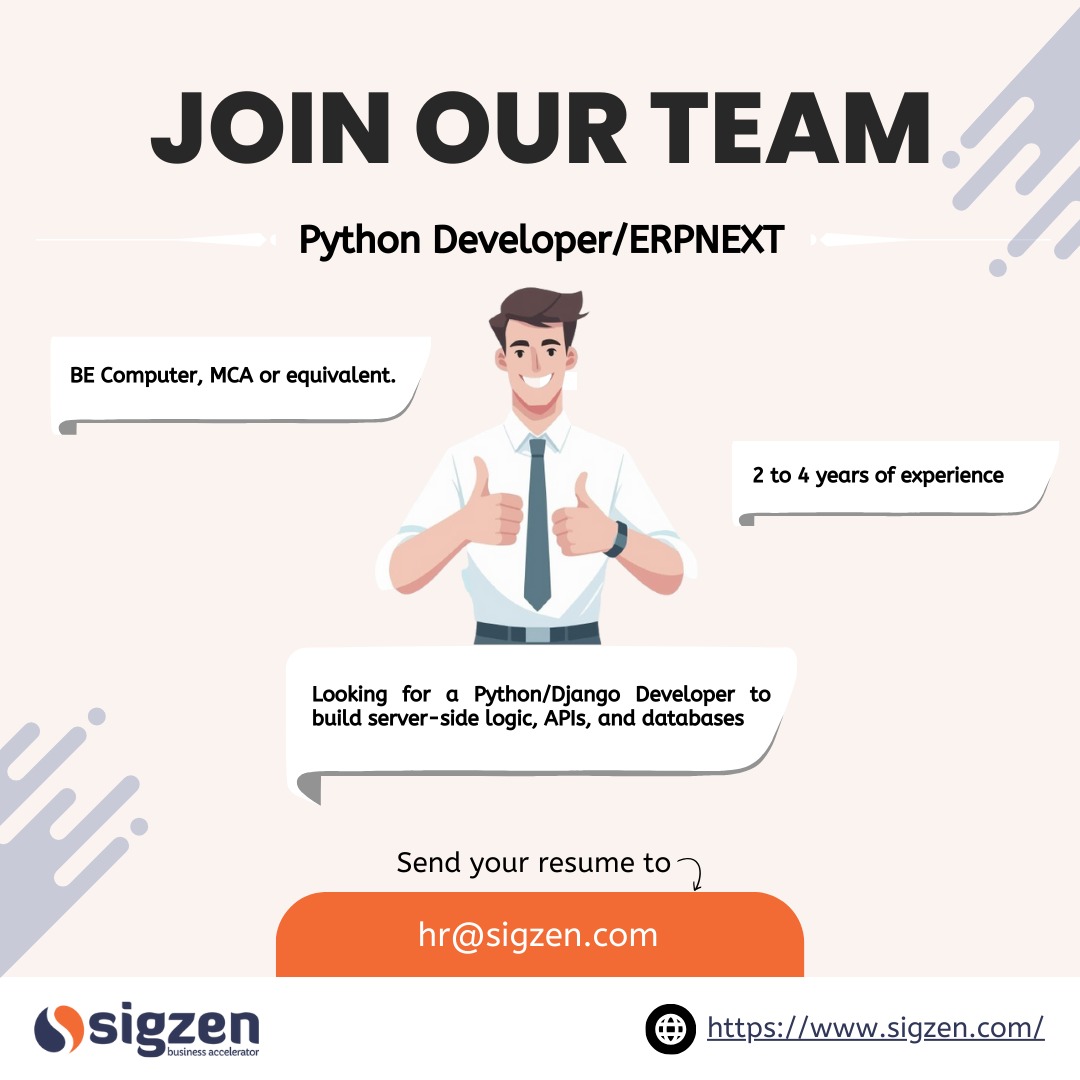 JOIN OUR TEAM
Python Developer/ERPNEXT
BE Computer, MCA or equivalent.
2 to 4 years of experience
Looking for a Python/Django Developer to
build server-side logic, APIs, and databases
Send your resume to
hr@sigzen.com
sigzen
business accelerator
https://www.sigzen.com/